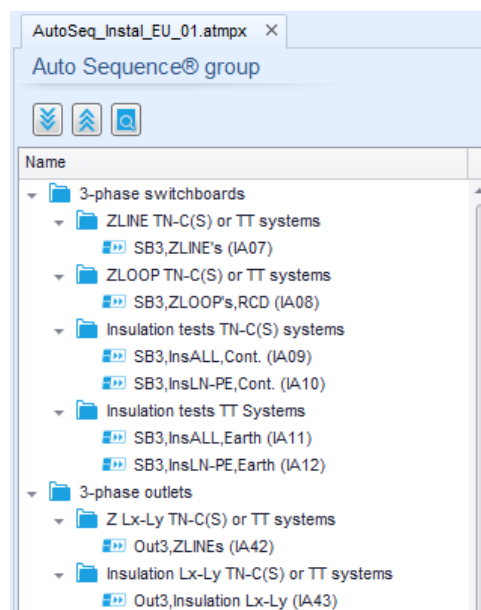 AutoSeq_Instal_EU_01.atmpx
Auto Sequence® group
Name
3-phase switchboards
ZLINE TN-C(S) or TT systems
SB3,ZLINE's (IA07)
ZLOOP TN-C(S) or TT systems
SB3,ZLOOP's,RCD (IA08)
Insulation tests TN-C(S) systems
SB3,InsALL,Cont. (IA09)
SB3,InsLN-PE,Cont. (IA10)
Insulation tests TT Systems
SB3,InsALL,Earth (IA11)
SB3,InsLN-PE,Earth (IA12)
3-phase outlets
Z Lx-Ly TN-C(S) or TT systems
Out3,ZLINEs (IA42)
Insulation Lx-Ly TN-C(S) or TT systems
Out3,Insulation Lx-Ly (IA43)